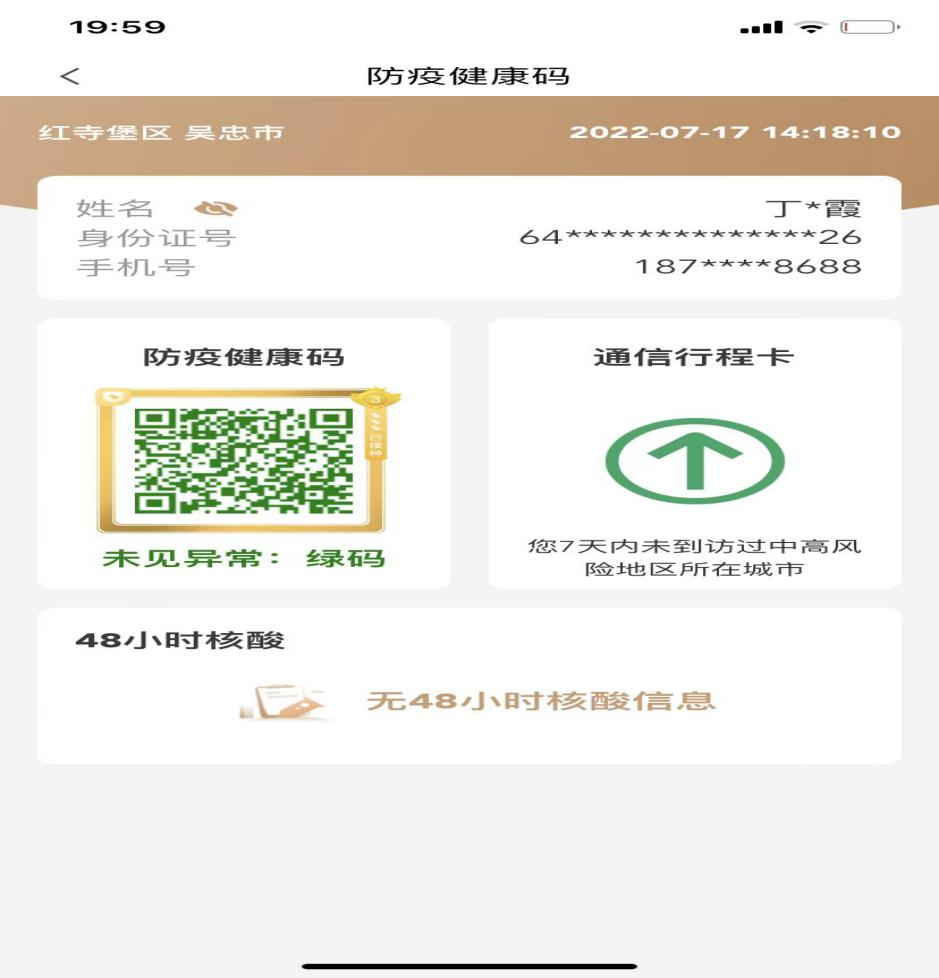 19:59
防疫健康码
红寺堡区 吴忠市
2022-07-17 14:18:10
姓名
丁*霞
身份证号
64**************26
手机号
187****8688
防疫健康码
3
已接种
未见异常：绿码
通信行程卡
您7天内未到访过中高风
险地区所在城市
48小时核酸
无48小时核酸信息